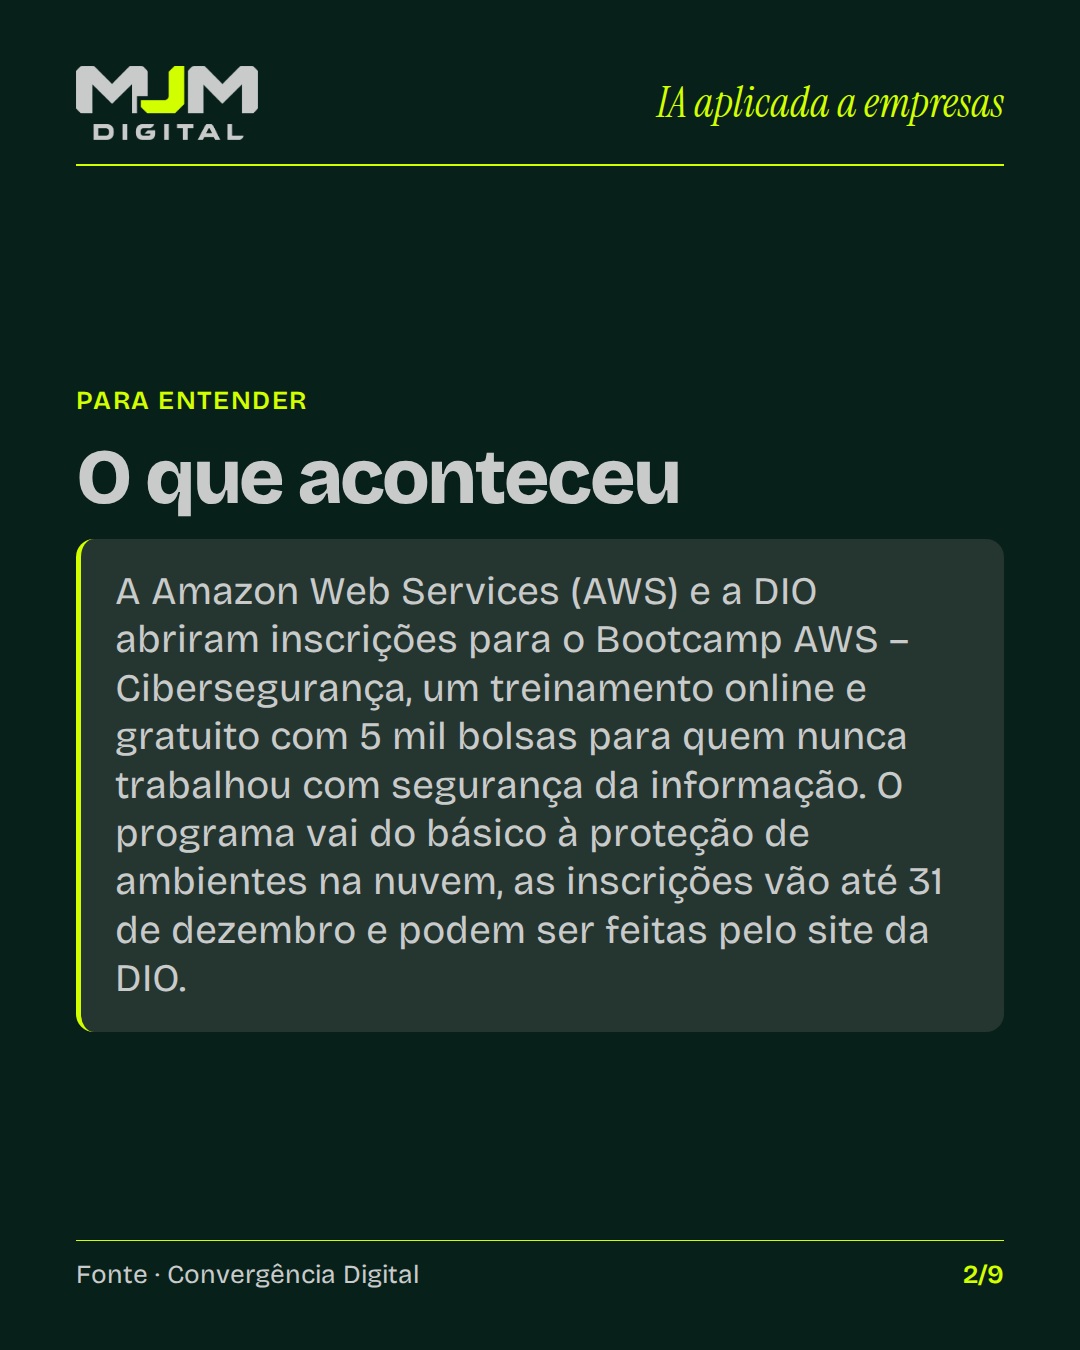 MJM
DIGITAL
IA aplicada a empresas
PARA ENTENDER
O que aconteceu
A Amazon Web Services (AWS) e a DIO
abriram inscrições para o Bootcamp AWS –
Cibersegurança, um treinamento online e
gratuito com 5 mil bolsas para quem nunca
trabalhou com segurança da informação. O
programa vai do básico à proteção de
ambientes na nuvem, as inscrições vão até 31
de dezembro e podem ser feitas pelo site da
DIO.
Fonte · Convergência Digital
2/9